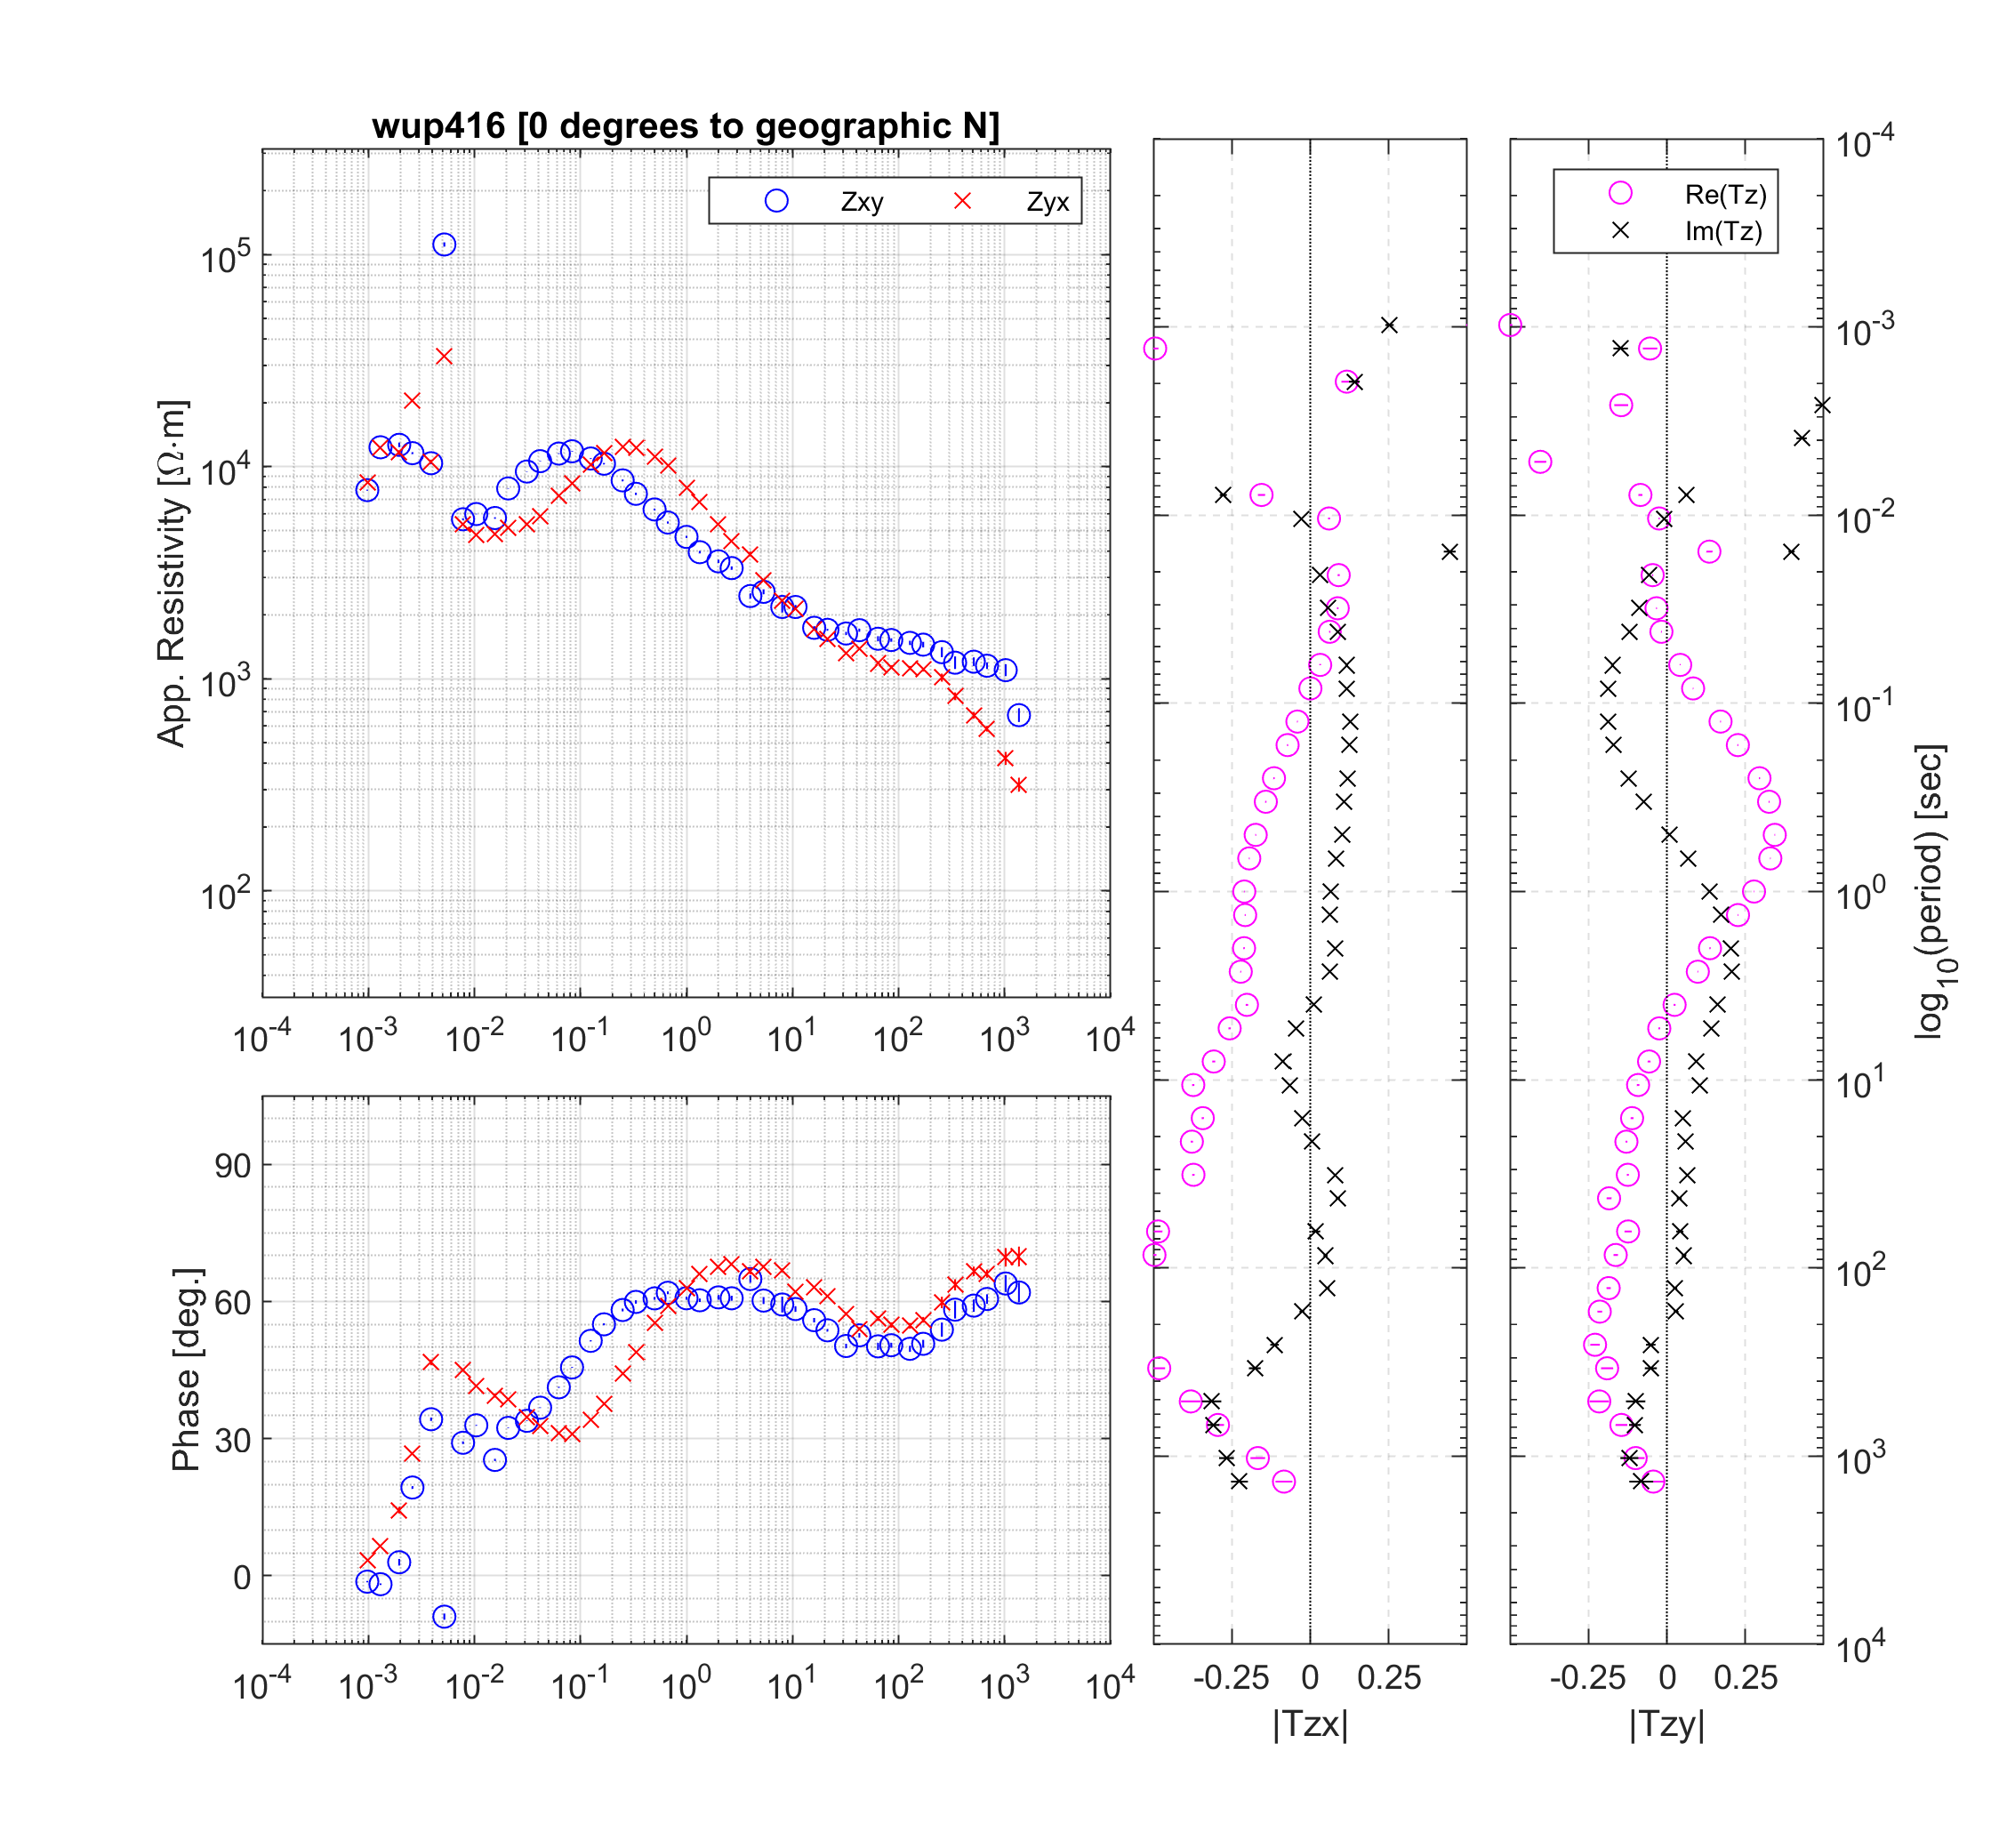 wup416 [0 degrees to geographic N]
Zxy Zyx
App. Resistivity [Ω·m]
10^5
10^4
10^3
10^2
10^-4 10^-3 10^-2 10^-1 10^0 10^1 10^2 10^3 10^4
Phase [deg.]
90
60
30
0
10^-4 10^-3 10^-2 10^-1 10^0 10^1 10^2 10^3 10^4
-0.25 0 0.25
|Tzx|
Re(Tz)
Im(Tz)
-0.25 0 0.25
|Tzy|
10^-4
10^-3
10^-2
10^-1
10^0
10^1
10^2
10^3
10^4
log_10(period) [sec]